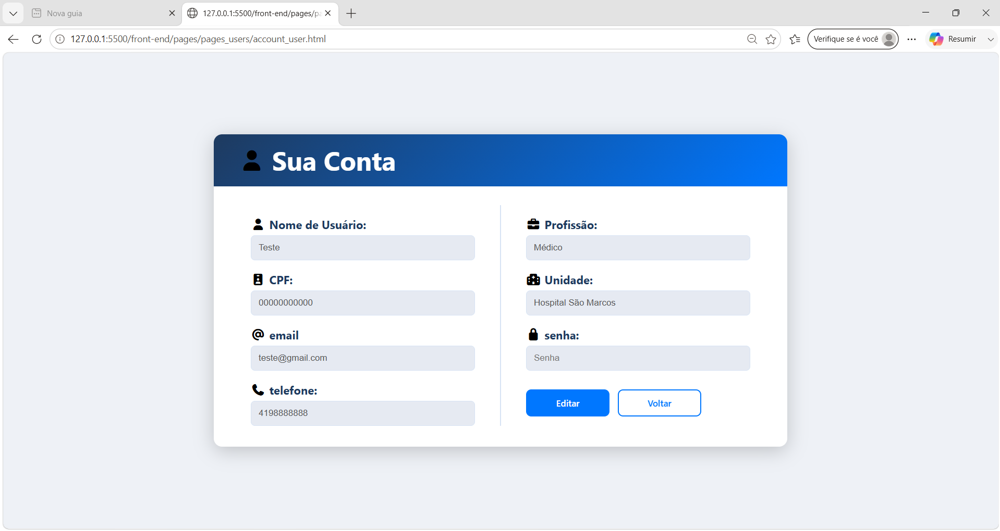 Nova guia
127.0.0.1:5500/front-end/pages/pa
127.0.0.1:5500/front-end/pages/pages_users/account_user.html
Verifique se é você
Resumir
Sua Conta
Nome de Usuário:
Teste
CPF:
00000000000
email
teste@gmail.com
telefone:
4198888888
Profissão:
Médico
Unidade:
Hospital São Marcos
senha:
Senha
Editar
Voltar